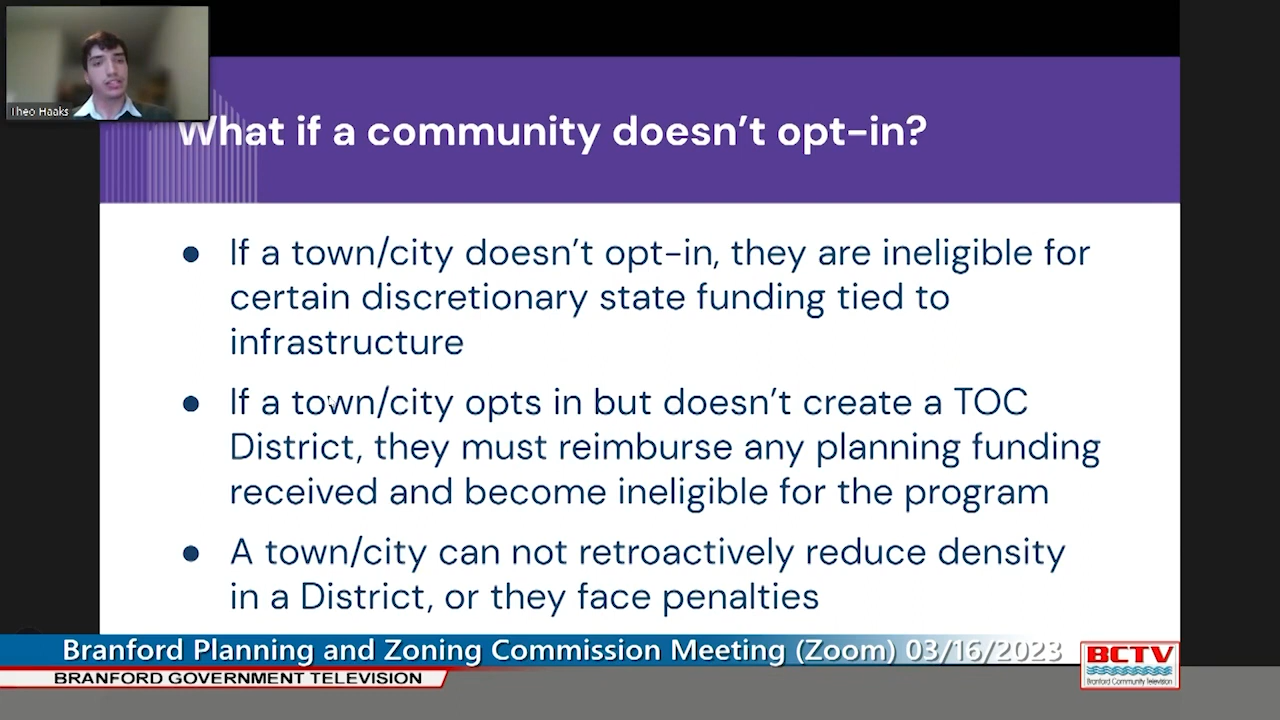 Theo Haaks
What if a community doesn't opt-in?
● If a town/city doesn't opt-in, they are ineligible for
certain discretionary state funding tied to
infrastructure
● If a town/city opts in but doesn't create a TOC
District, they must reimburse any planning funding
received and become ineligible for the program
● A town/city can not retroactively reduce density
in a District, or they face penalties
Branford Planning and Zoning Commission Meeting (Zoom) 03/16/2023
BRANFORD GOVERNMENT TELEVISION
BCTV
Branford Community Television